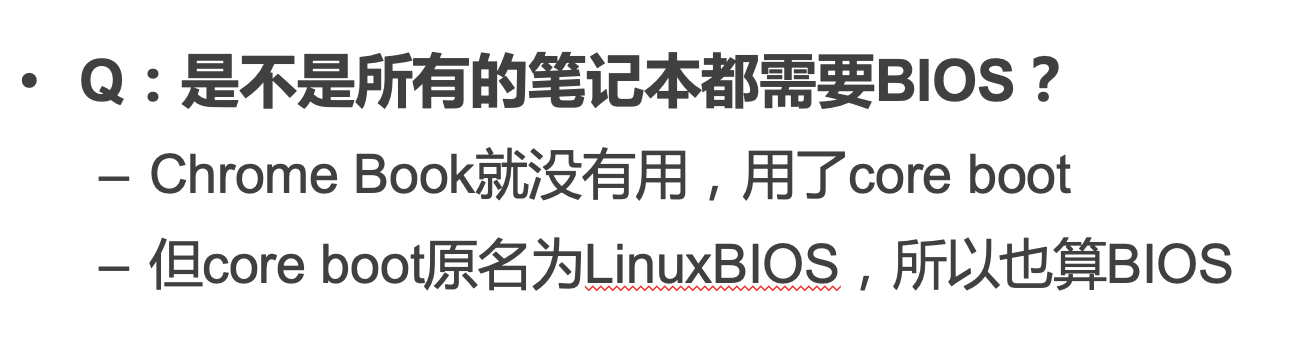 • Q：是不是所有的笔记本都需要BIOS？
– Chrome Book就没有用，用了core boot
– 但core boot原名为LinuxBIOS，所以也算BIOS